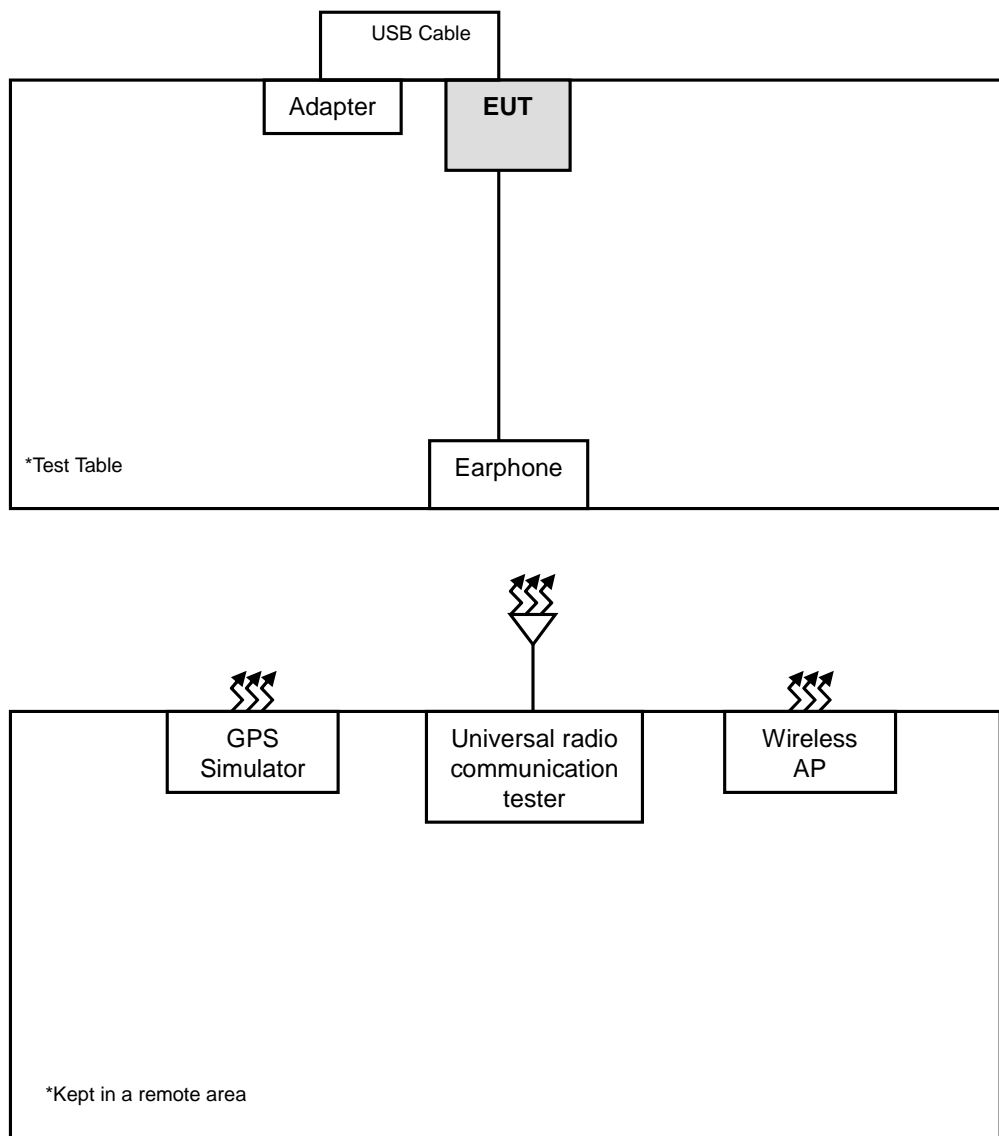 USB Cable
Adapter
EUT
*Test Table
Earphone
GPS
Simulator
Universal radio
communication
tester
Wireless
AP
*Kept in a remote area